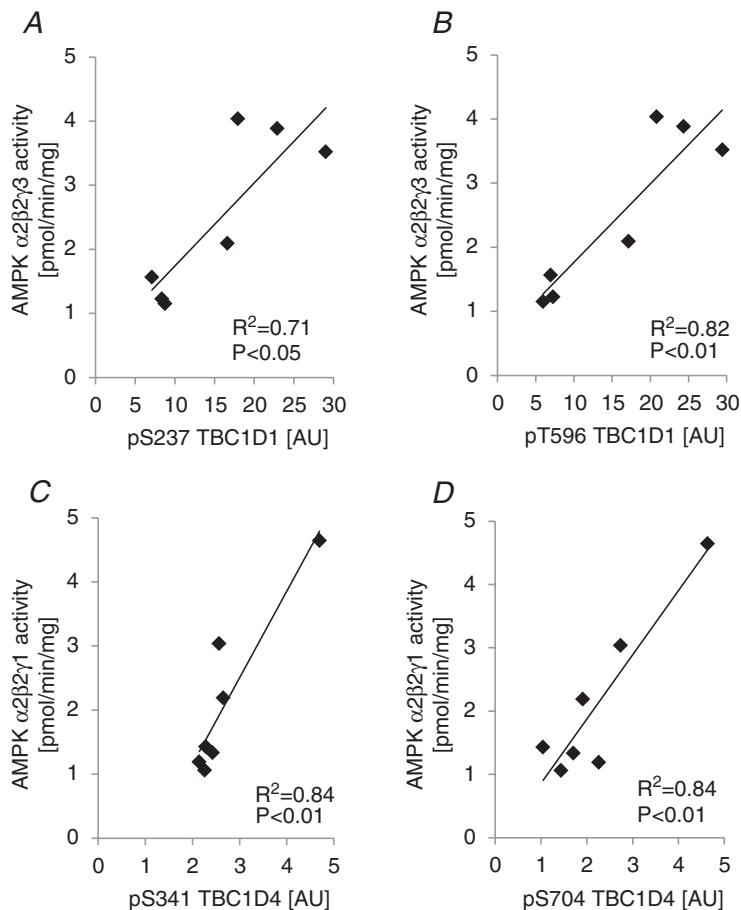 A
AMPK α2β2γ3 activity
[pmol/min/mg]
5
4
3
2
1
0
R²=0.71
P<0.05
0 5 10 15 20 25 30
pS237 TBC1D1 [AU]
B
AMPK α2β2γ3 activity
[pmol/min/mg]
5
4
3
2
1
0
R²=0.82
P<0.01
0 5 10 15 20 25 30
pT596 TBC1D1 [AU]
C
AMPK α2β2γ1 activity
[pmol/min/mg]
5
4
3
2
1
0
R²=0.84
P<0.01
0 1 2 3 4 5
pS341 TBC1D4 [AU]
D
AMPK α2β2γ1 activity
[pmol/min/mg]
5
4
3
2
1
0
R²=0.84
P<0.01
0 1 2 3 4 5
pS704 TBC1D4 [AU]